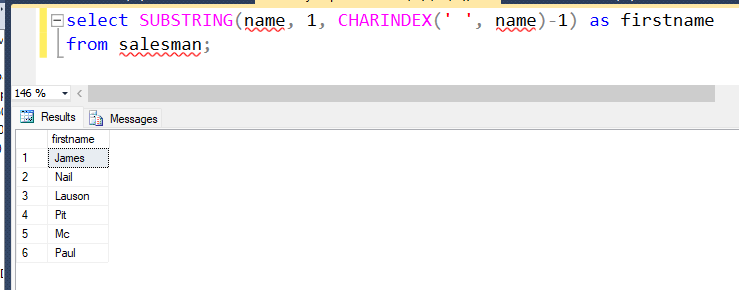 select SUBSTRING(name, 1, CHARINDEX(' ', name)-1) as firstname
from salesman;
146 %
Results Messages
firstname
1 James
2 Nail
3 Lauson
4 Pit
5 Mc
6 Paul